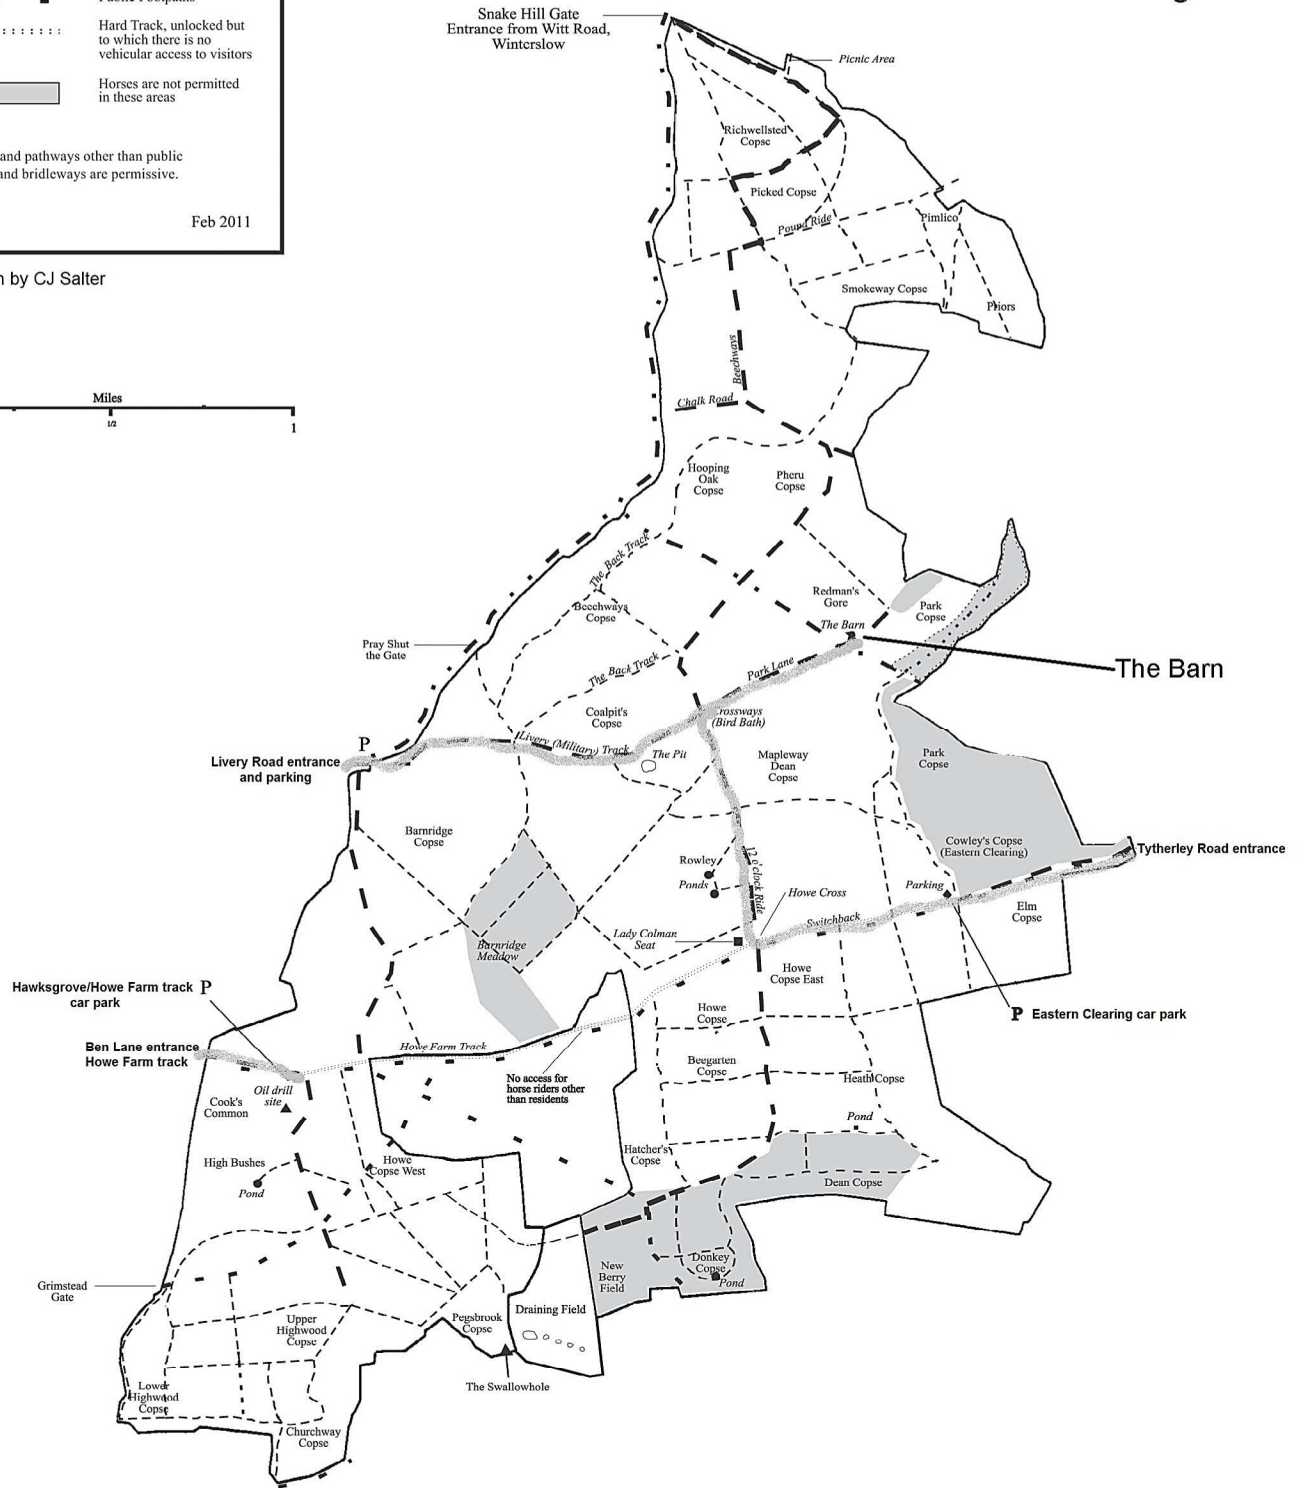 Hard Track, unlocked but
to which there is no
vehicular access to visitors
Horses are not permitted
in these areas
and pathways other than public
and bridleways are permissive.
Feb 2011
by CJ Salter
Miles
1/2
1
Snake Hill Gate
Entrance from Witt Road,
Winterslow
Picnic Area
Richwellsted
Copse
Picked Copse
Pound Ride
Pimlico
Smokeway Copse
Priors
Beechways
Chalk Road
Hooping
Oak
Copse
Pheru
Copse
The Back Track
Beechways
Copse
Redman's
Gore
Park
Copse
The Barn
The Barn
Pray Shut
the Gate
The Back Track
Park Lane
Coalpit's
Copse
Crossways
(Bird Bath)
P
Livery (Military) Track
The Pit
Livery Road entrance
and parking
Mapleway
Dean
Copse
Park
Copse
Barnridge
Copse
Cowley's Copse
(Eastern Clearing)
Tytherley Road entrance
Rowley
Ponds
12 o'clock Ride
Howe Cross
Parking
Elm
Copse
Switchback
Lady Colman
Seat
Barnridge
Meadow
Howe
Copse East
Hawksgrove/Howe Farm track P
car park
Howe
Copse
P Eastern Clearing car park
Ben Lane entrance
Howe Farm track
Howe Farm Track
Beegarten
Copse
No access for
horse riders other
than residents
Heath Copse
Oil drill
site
Cook's
Common
Pond
Hatcher's
Copse
High Bushes
Pond
Howe
Copse West
Dean Copse
New
Berry
Field
Donkey
Copse
Pond
Grimstead
Gate
Upper
Highwood
Copse
Pegsbrook
Copse
Draining Field
The Swallowhole
Lower
Highwood
Copse
Churchway
Copse